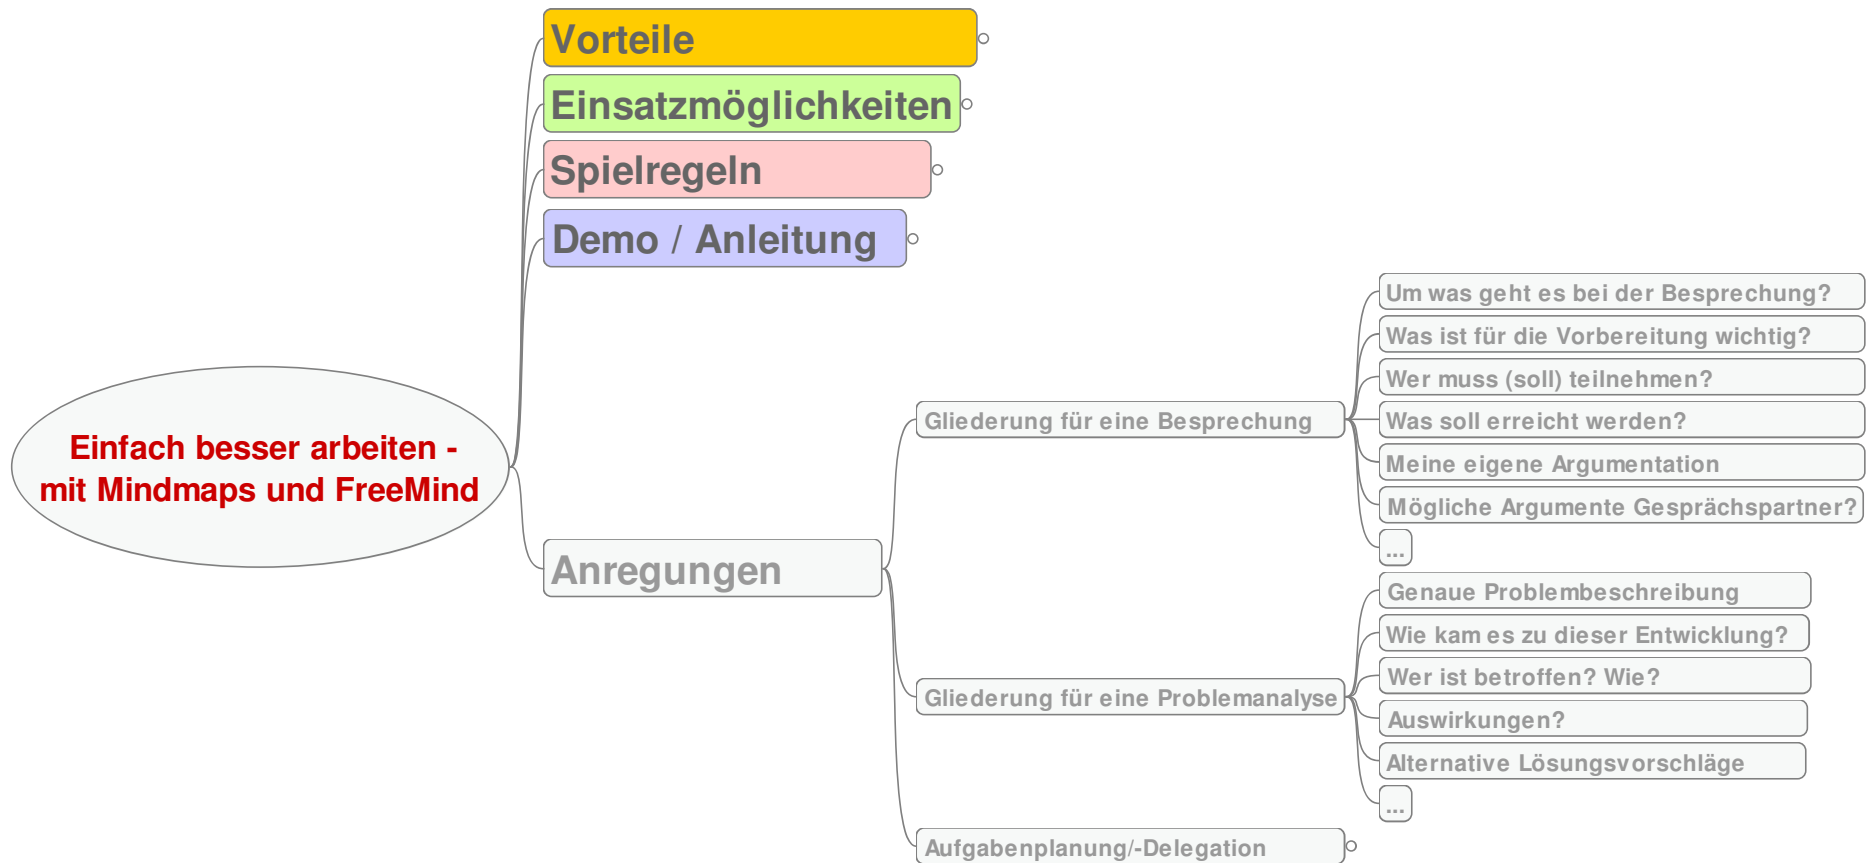 Einfach besser arbeiten -
mit Mindmaps und FreeMind
Vorteile
Einsatzmöglichkeiten
Spielregeln
Demo / Anleitung
Anregungen
Gliederung für eine Besprechung
Um was geht es bei der Besprechung?
Was ist für die Vorbereitung wichtig?
Wer muss (soll) teilnehmen?
Was soll erreicht werden?
Meine eigene Argumentation
Mögliche Argumente Gesprächspartner?
...
Gliederung für eine Problemanalyse
Genaue Problembeschreibung
Wie kam es zu dieser Entwicklung?
Wer ist betroffen? Wie?
Auswirkungen?
Alternative Lösungsvorschläge
...
Aufgabenplanung/-Delegation